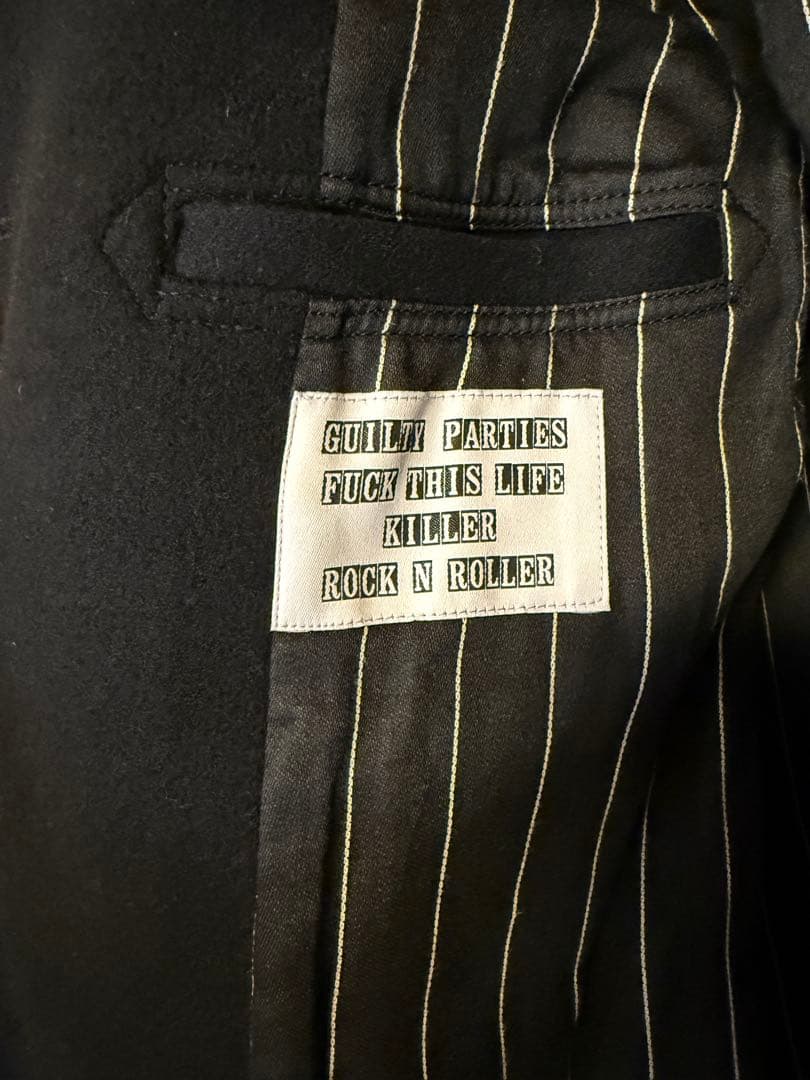 GUILTY PARTIES
FUCK THIS LIFE
KILLER
ROCK N ROLLER